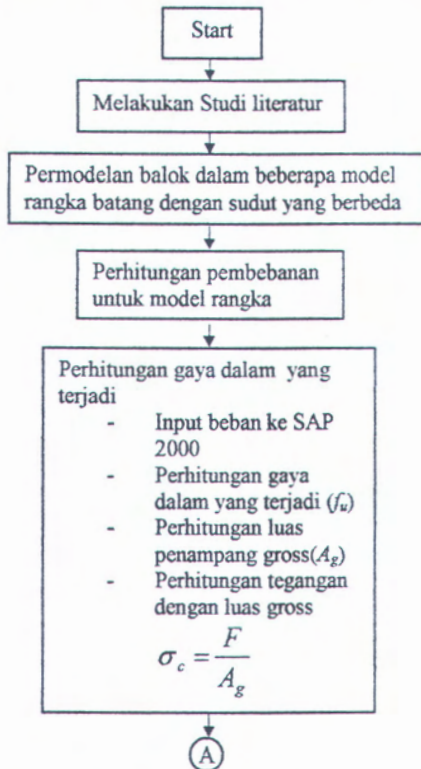 Start
Melakukan Studi literatur
Permodelan balok dalam beberapa model
rangka batang dengan sudut yang berbeda
Perhitungan pembebanan
untuk model rangka
Perhitungan gaya dalam yang
terjadi
- Input beban ke SAP
2000
- Perhitungan gaya
dalam yang terjadi (fu)
- Perhitungan luas
penampang gross(Ag)
- Perhitungan tegangan
dengan luas gross
σc = F / Ag
A